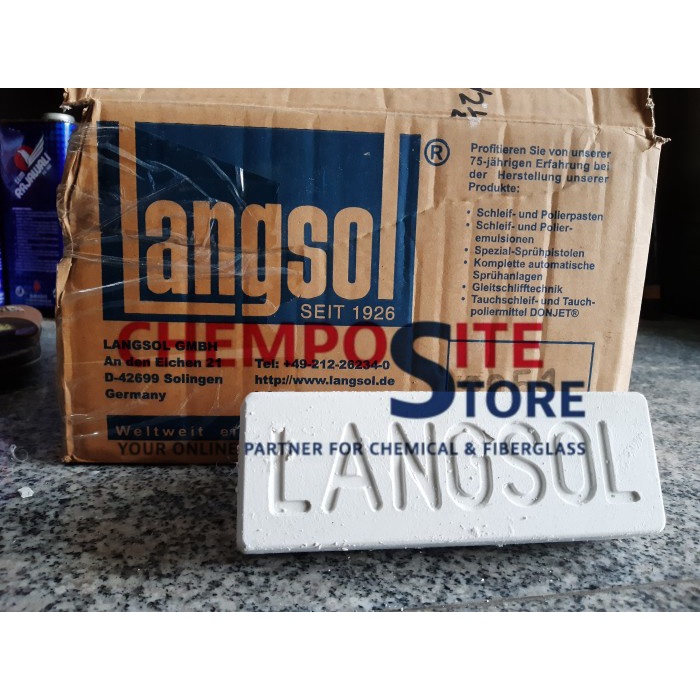 Langsol®
SEIT 1926
Profitieren Sie von unserer
75-jährigen Erfahrung bei
der Herstellung unserer
Produkte:
• Schleif- und Polierpasten
• Schleif- und Polier-
emulsionen
• Spezial-Sprühpistolen
• Komplette automatische
Sprühanlagen
• Gleitschlifftechnik
• Tauchschleif- und Tauch-
poliermittel DONJET®
LANGSOL GMBH
An den Eichen 21
D-42699 Solingen
Germany
Tel: +49-212-26234-0
http://www.langsol.de
Weltweit
CHEMPOSITE
STORE
YOUR ONLINE PARTNER FOR CHEMICAL & FIBERGLASS
LANGSOL
RAJAWALI